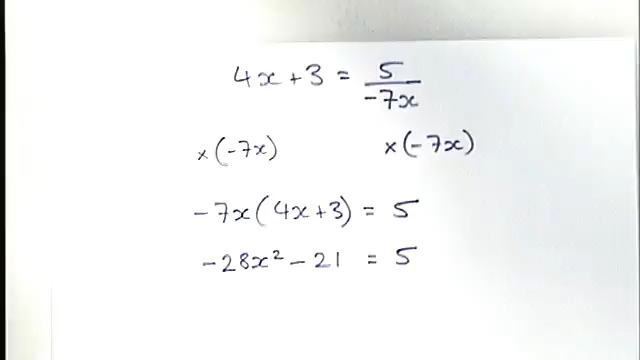 4x + 3 = 5/-7x
×(-7x) ×(-7x)
-7x(4x+3) = 5
-28x² - 21 = 5